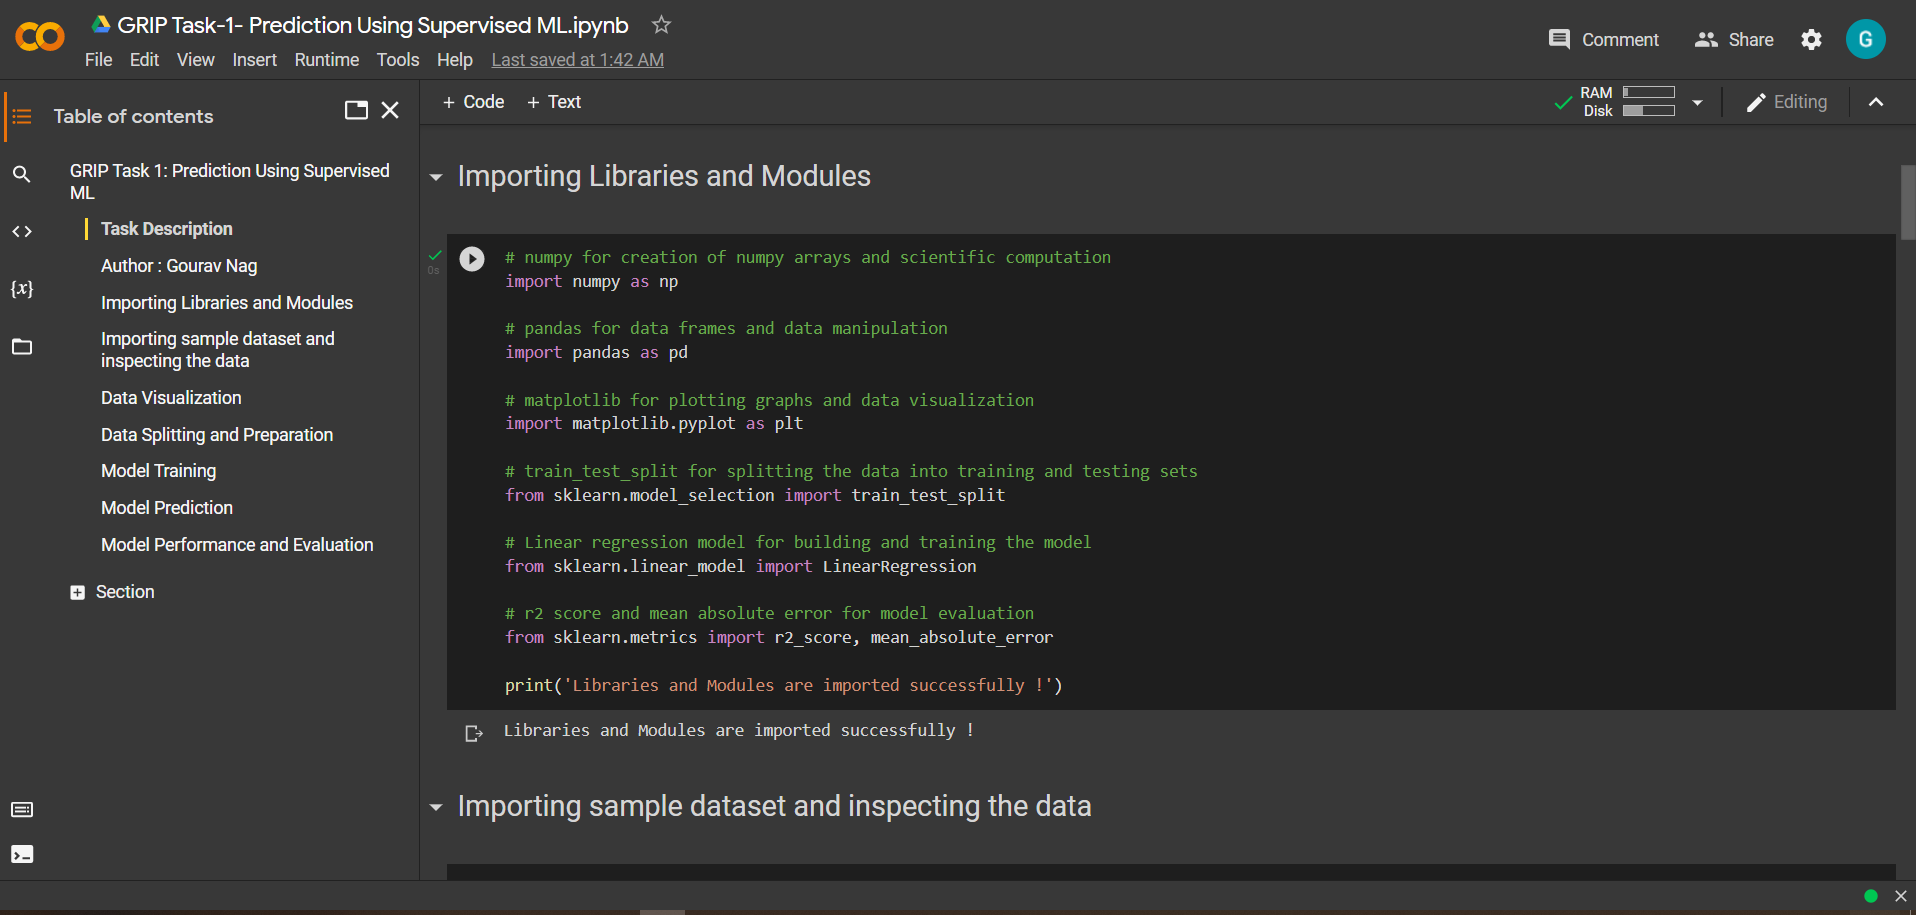 GRIP Task-1- Prediction Using Supervised ML.ipynb
File Edit View Insert Runtime Tools Help Last saved at 1:42 AM
Comment Share G
Table of contents
GRIP Task 1: Prediction Using Supervised
ML
Task Description
Author : Gourav Nag
Importing Libraries and Modules
Importing sample dataset and
inspecting the data
Data Visualization
Data Splitting and Preparation
Model Training
Model Prediction
Model Performance and Evaluation
+ Section
{x}
+ Code + Text
RAM
Disk
Editing
Importing Libraries and Modules
0s
# numpy for creation of numpy arrays and scientific computation
import numpy as np
# pandas for data frames and data manipulation
import pandas as pd
# matplotlib for plotting graphs and data visualization
import matplotlib.pyplot as plt
# train_test_split for splitting the data into training and testing sets
from sklearn.model_selection import train_test_split
# Linear regression model for building and training the model
from sklearn.linear_model import LinearRegression
# r2 score and mean absolute error for model evaluation
from sklearn.metrics import r2_score, mean_absolute_error
print('Libraries and Modules are imported successfully !')
Libraries and Modules are imported successfully !
Importing sample dataset and inspecting the data